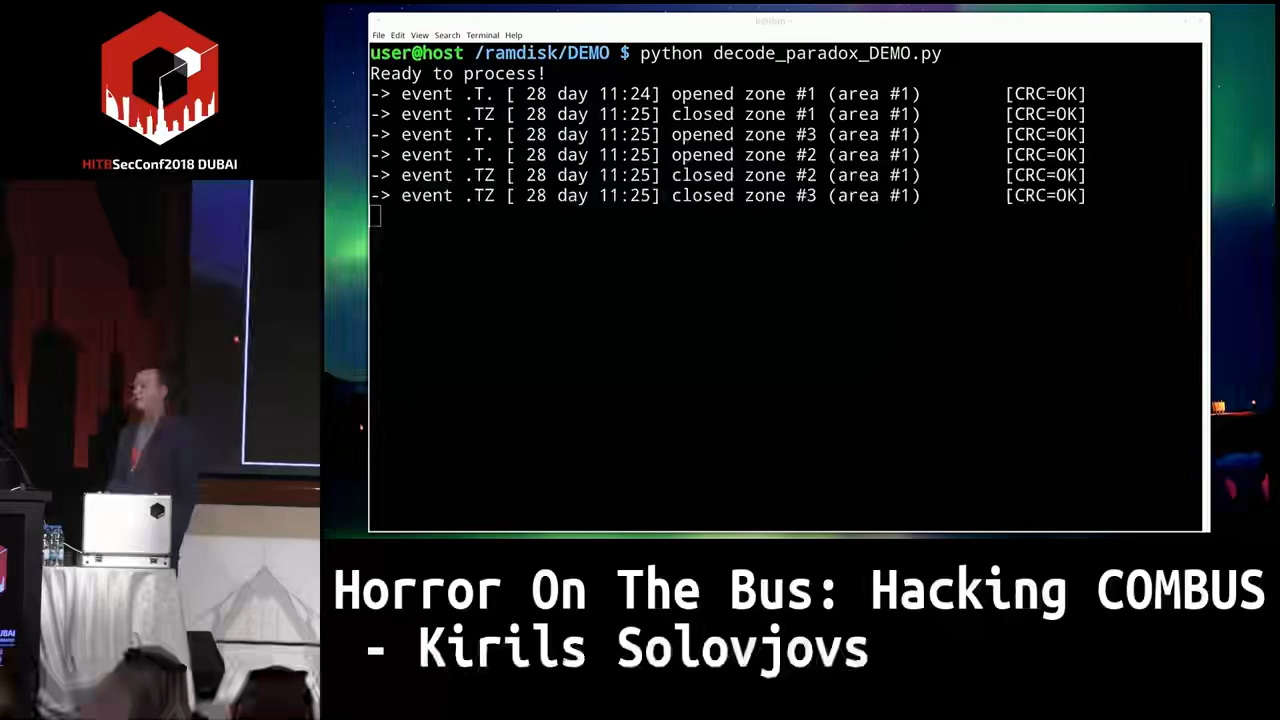 HITBSecConf2018 DUBAI
k@ibm ~
File Edit View Search Terminal Help
user@host /ramdisk/DEMO $ python decode_paradox_DEMO.py
Ready to process!
-> event .T. [ 28 day 11:24] opened zone #1 (area #1) [CRC=OK]
-> event .TZ [ 28 day 11:25] closed zone #1 (area #1) [CRC=OK]
-> event .T. [ 28 day 11:25] opened zone #3 (area #1) [CRC=OK]
-> event .T. [ 28 day 11:25] opened zone #2 (area #1) [CRC=OK]
-> event .TZ [ 28 day 11:25] closed zone #2 (area #1) [CRC=OK]
-> event .TZ [ 28 day 11:25] closed zone #3 (area #1) [CRC=OK]
Horror On The Bus: Hacking COMBUS
- Kirils Solovjovs